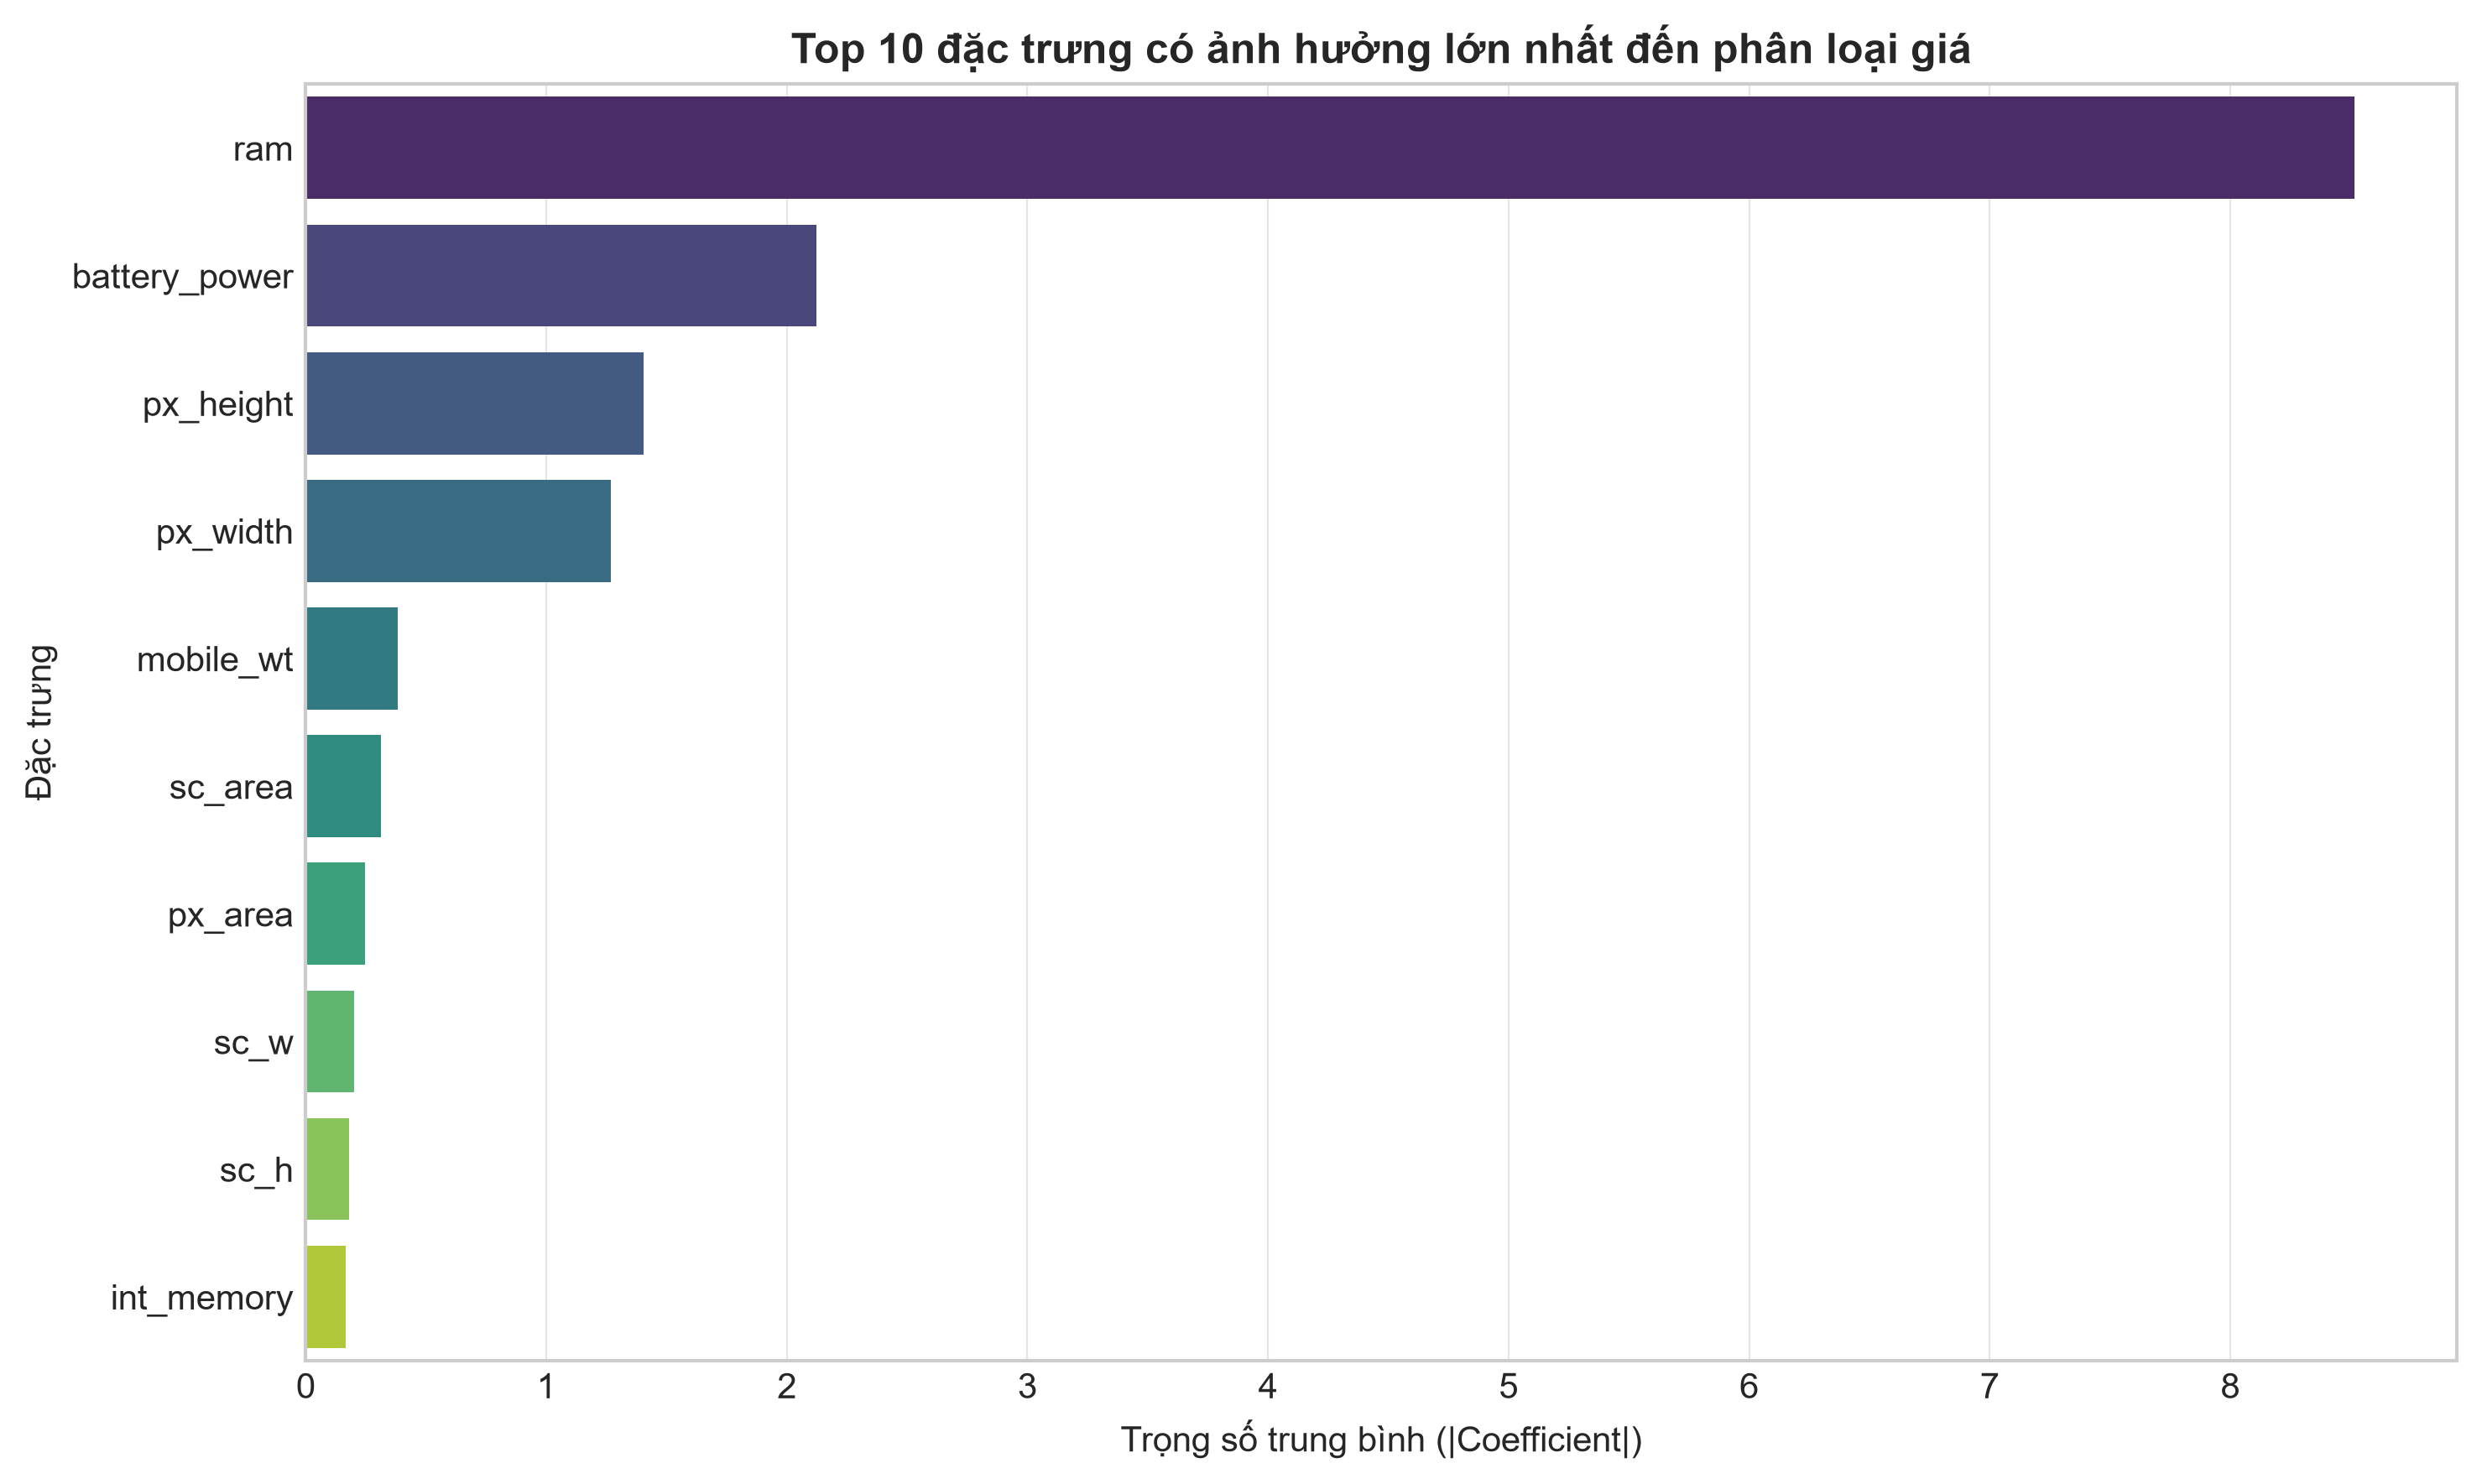 Top 10 đặc trưng có ảnh hưởng lớn nhất đến phân loại giá
Đặc trưng
ram
battery_power
px_height
px_width
mobile_wt
sc_area
px_area
sc_w
sc_h
int_memory
0 1 2 3 4 5 6 7 8
Trọng số trung bình (|Coefficient|)